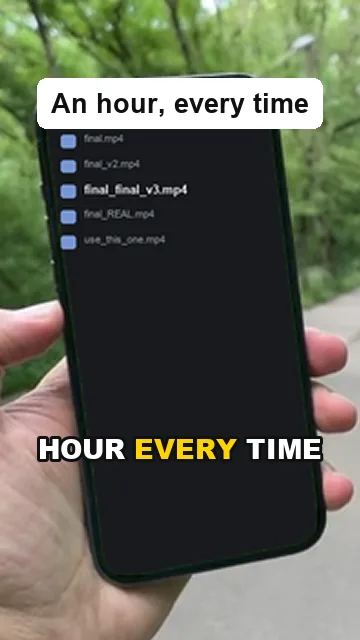 An hour, every time
final.mp4
final_v2.mp4
final_final_v3.mp4
final_REAL.mp4
use_this_one.mp4
HOUR EVERY TIME